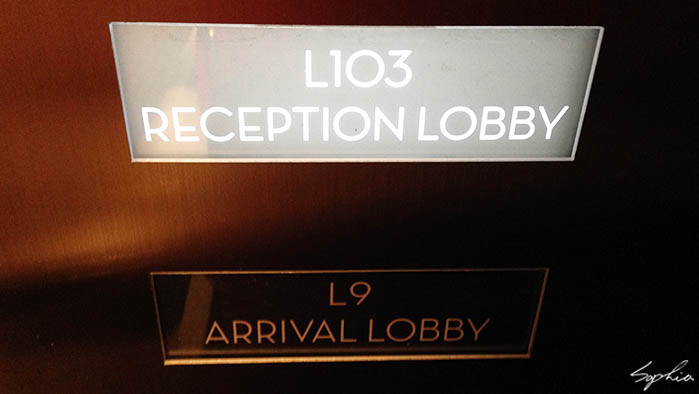 L103
RECEPTION LOBBY
L9
ARRIVAL LOBBY
Sophia